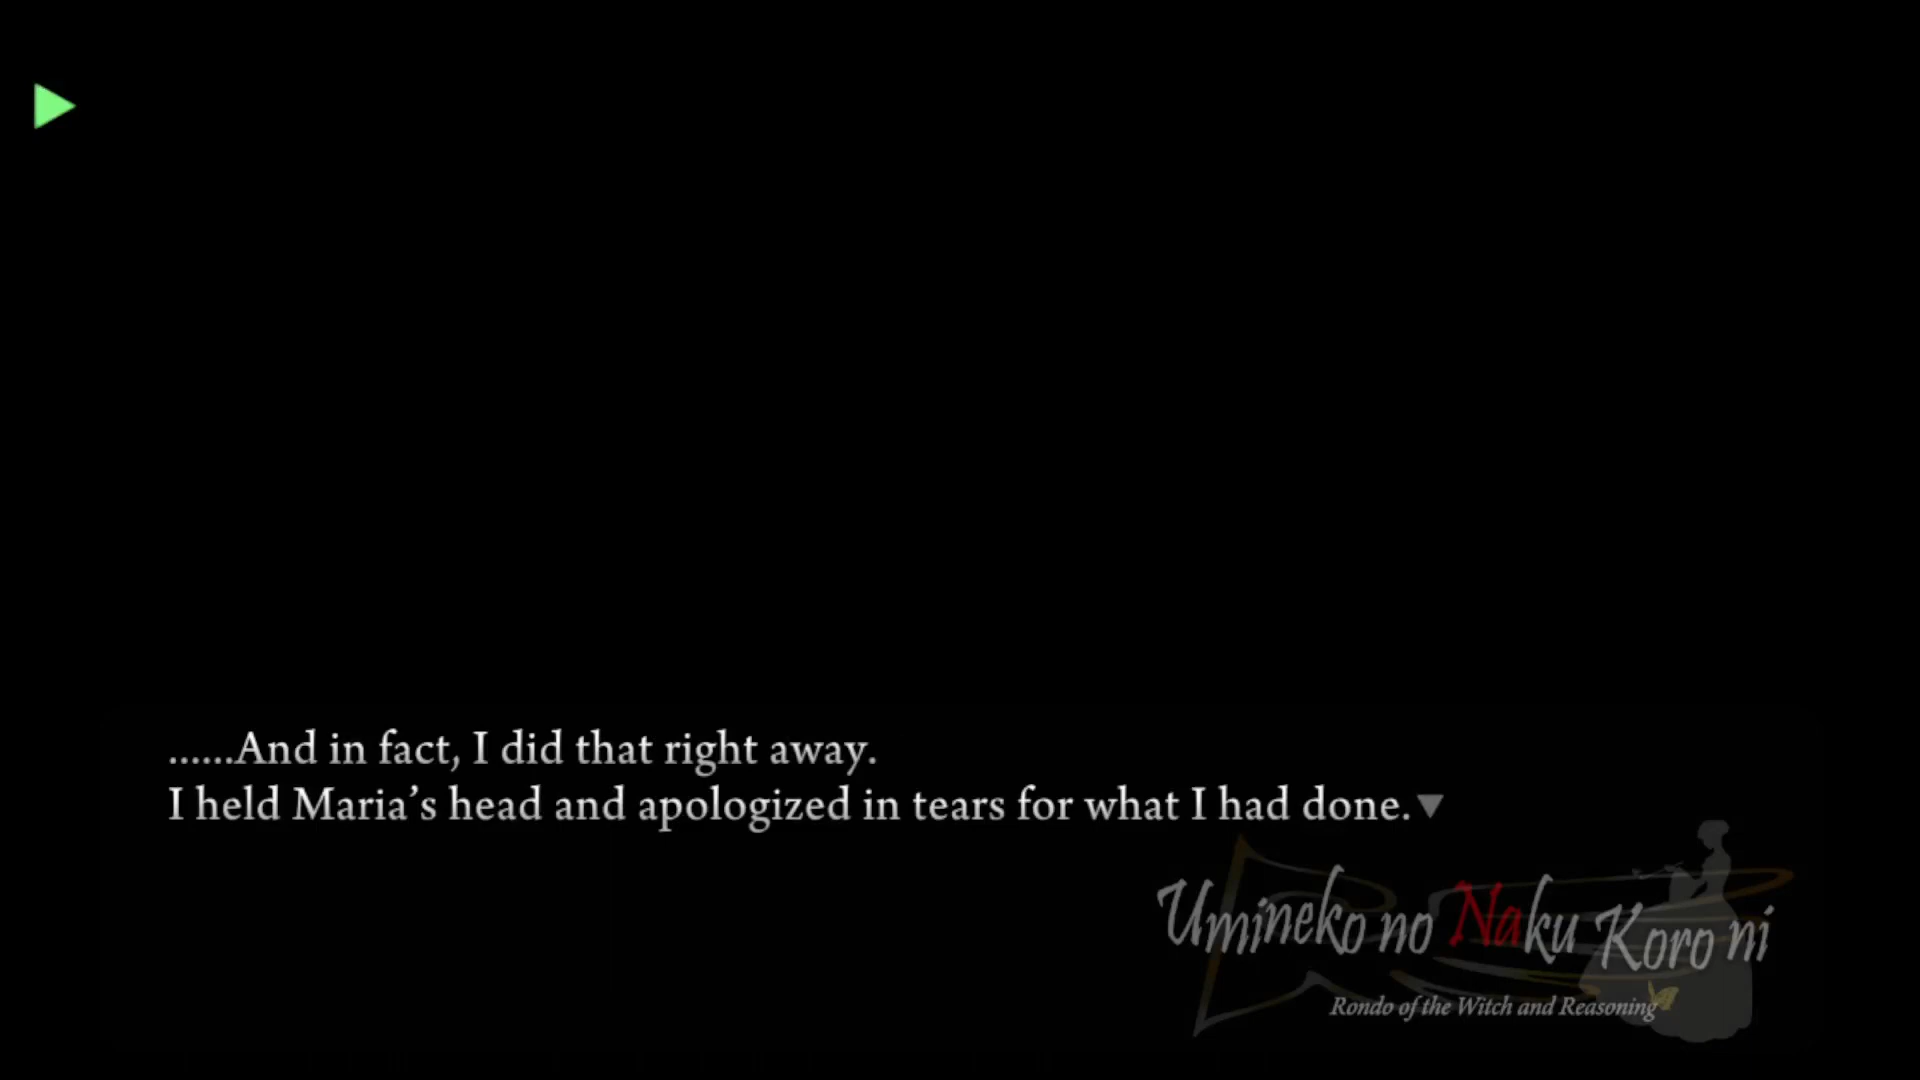 ......And in fact, I did that right away.
I held Maria’s head and apologized in tears for what I had done.
Umineko no Naku Koro ni
Rondo of the Witch and Reasoning